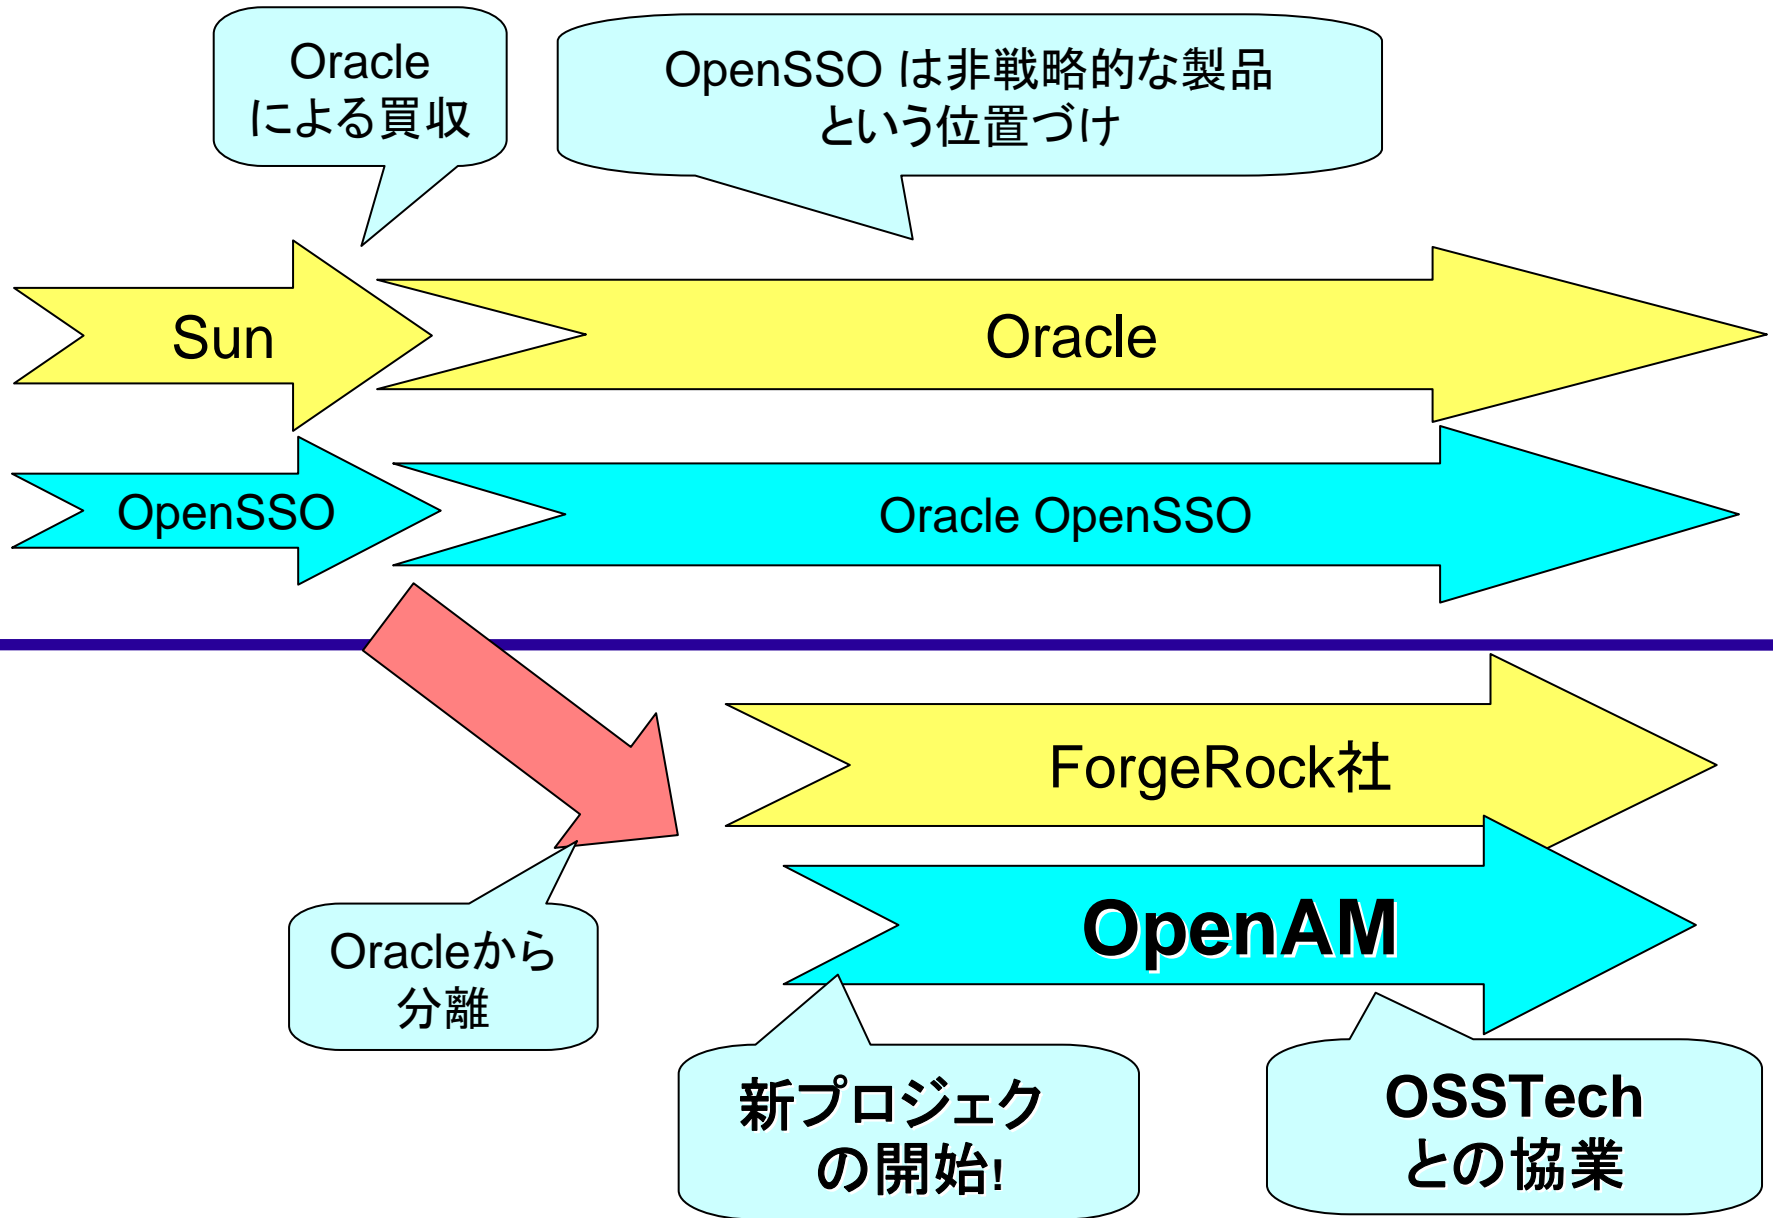 Oracle
による買収
OpenSSO は非戦略的な製品
という位置づけ
Sun
Oracle
OpenSSO
Oracle OpenSSO
ForgeRock社
OpenAM
Oracleから
分離
新プロジェク
の開始!
OSSTech
との協業